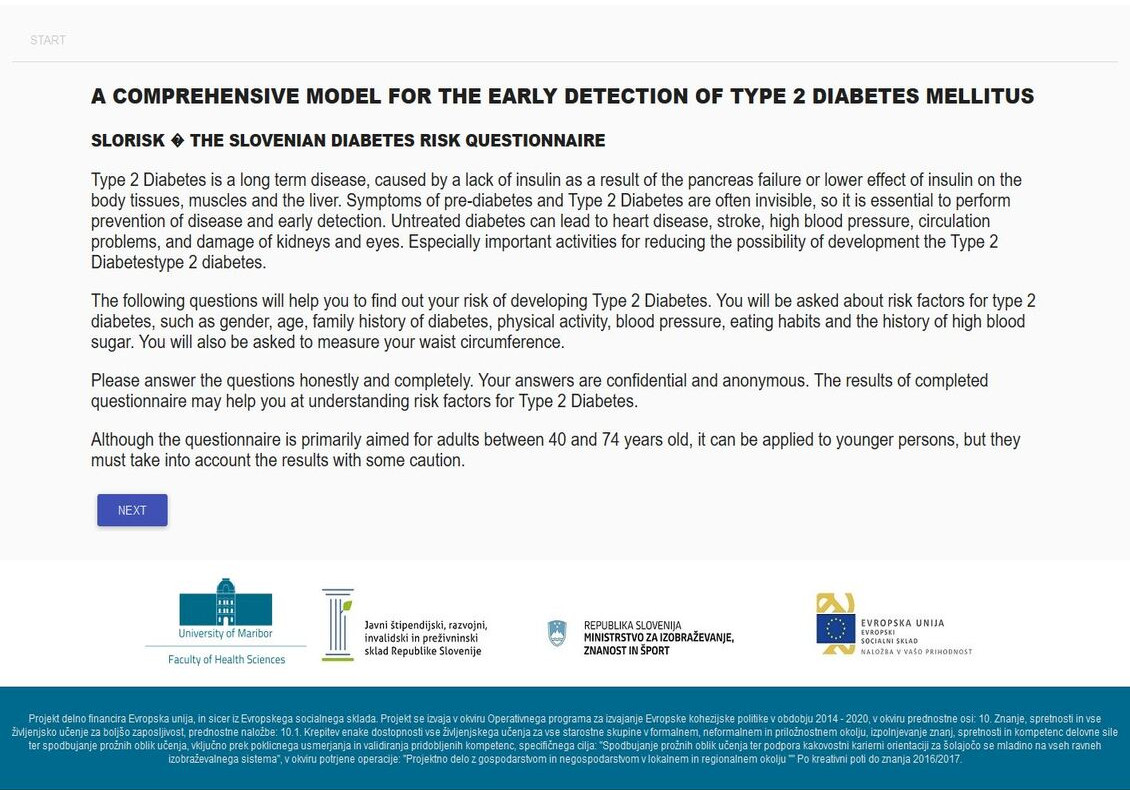 START
A COMPREHENSIVE MODEL FOR THE EARLY DETECTION OF TYPE 2 DIABETES MELLITUS
SLORISK � THE SLOVENIAN DIABETES RISK QUESTIONNAIRE
Type 2 Diabetes is a long term disease, caused by a lack of insulin as a result of the pancreas failure or lower effect of insulin on the
body tissues, muscles and the liver. Symptoms of pre-diabetes and Type 2 Diabetes are often invisible, so it is essential to perform
prevention of disease and early detection. Untreated diabetes can lead to heart disease, stroke, high blood pressure, circulation
problems, and damage of kidneys and eyes. Especially important activities for reducing the possibility of development the Type 2
Diabetestype 2 diabetes.
The following questions will help you to find out your risk of developing Type 2 Diabetes. You will be asked about risk factors for type 2
diabetes, such as gender, age, family history of diabetes, physical activity, blood pressure, eating habits and the history of high blood
sugar. You will also be asked to measure your waist circumference.
Please answer the questions honestly and completely. Your answers are confidential and anonymous. The results of completed
questionnaire may help you at understanding risk factors for Type 2 Diabetes.
Although the questionnaire is primarily aimed for adults between 40 and 74 years old, it can be applied to younger persons, but they
must take into account the results with some caution.
NEXT
University of Maribor
Faculty of Health Sciences
Javni štipendijski, razvojni,
invalidski in preživninski
sklad Republike Slovenije
REPUBLIKA SLOVENIJA
MINISTRSTVO ZA IZOBRAŽEVANJE,
ZNANOST IN ŠPORT
EVROPSKA UNIJA
EVROPSKI
SOCIALNI SKLAD
NALOŽBA V VAŠO PRIHODNOST
Projekt delno financira Evropska unija, in sicer iz Evropskega socialnega sklada. Projekt se izvaja v okviru Operativnega programa za izvajanje Evropske kohezijske politike v obdobju 2014 - 2020, v okviru prednostne osi: 10. Znanje, spretnosti in vse
življenjsko učenje za boljšo zaposljivost, prednostne naložbe: 10.1. Krepitev enake dostopnosti vse življenjskega učenja za vse starostne skupine v formalnem, neformalnem in priložnostnem okolju, izpolnjevanje znanj, spretnosti in kompetenc delovne sile
ter spodbujanje prožnih oblik učenja, vključno prek poklicnega usmerjanja in validiranja pridobljenih kompetenc, specifičnega cilja: "Spodbujanje prožnih oblik učenja ter podpora kakovostni karierni orientaciji za šolajočo se mladino na vseh ravneh
izobraževalnega sistema", v okviru potrjene operacije: "Projektno delo z gospodarstvom in negospodarstvom v lokalnem in regionalnem okolju "" Po kreativni poti do znanja 2016/2017.